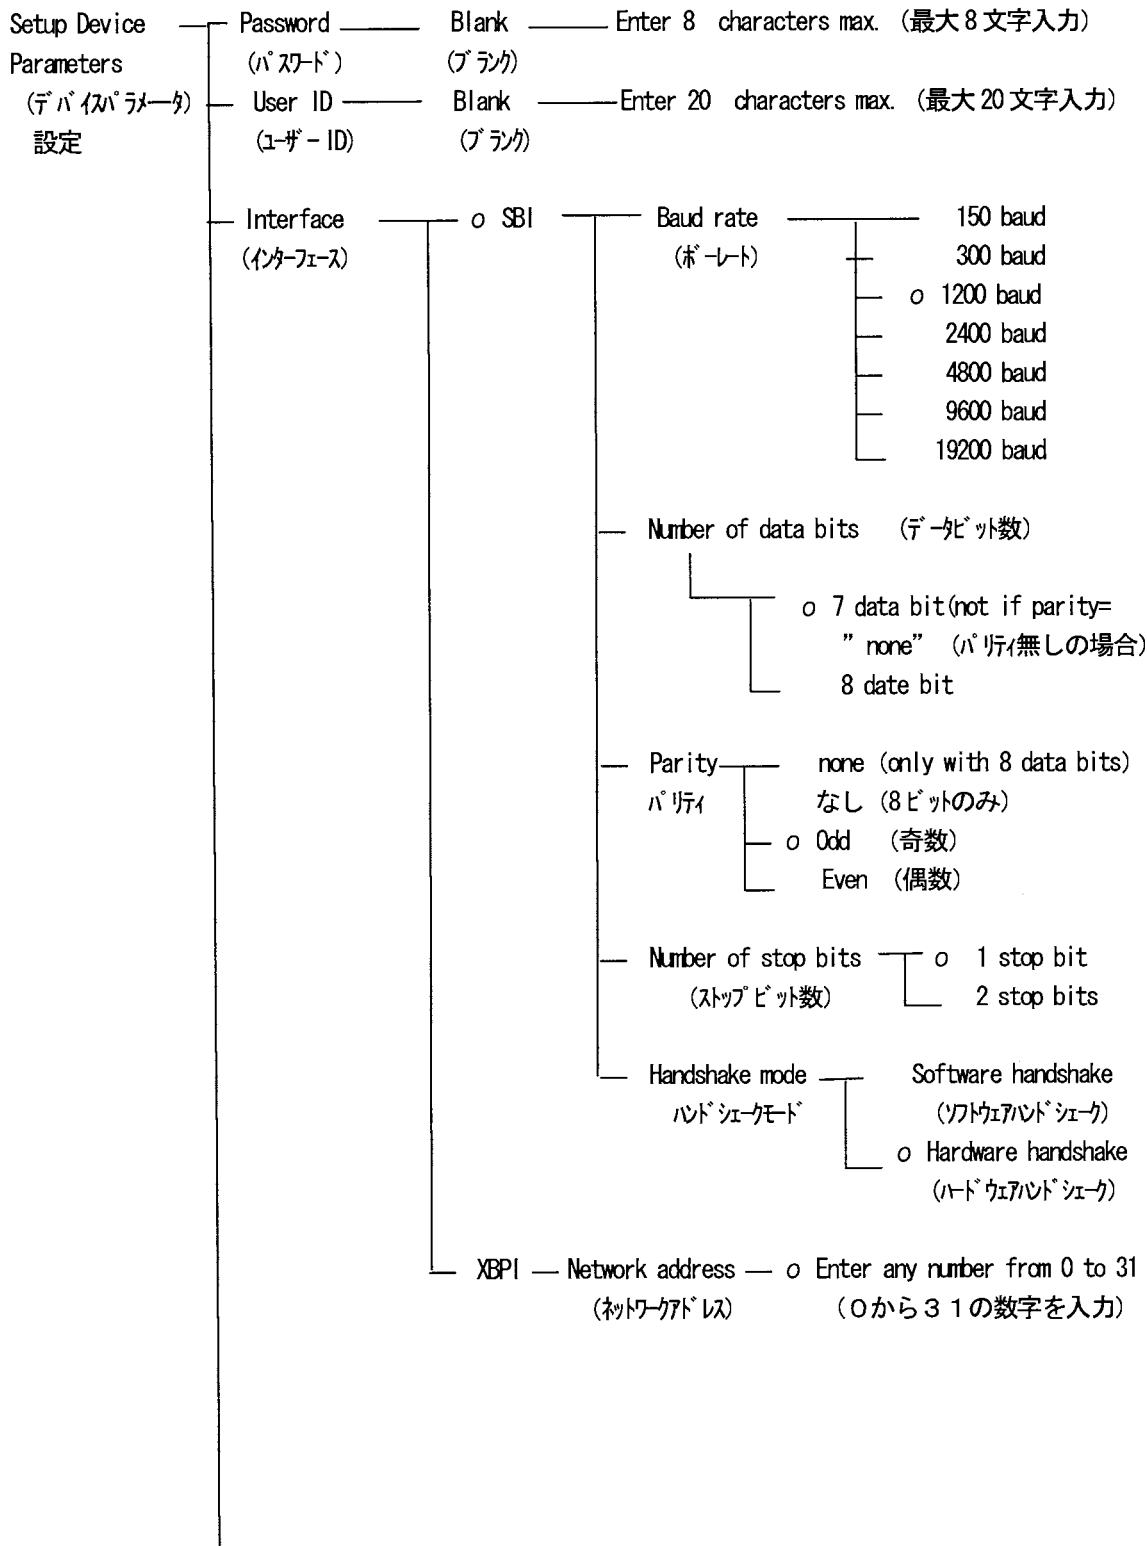 Setup Device Password Blank Enter 8 characters max. (最大8文字入力)
Parameters (パスワード) (ブランク)
(デバイスパラメータ) User ID Blank Enter 20 characters max. (最大20文字入力)
設定 (ユーザーID) (ブランク)
Interface o SBI Baud rate 150 baud
(インターフェース) (ボーレート) 300 baud
o 1200 baud
2400 baud
4800 baud
9600 baud
19200 baud
Number of data bits (データビット数)
o 7 data bit(not if parity=
"none" (パリティ無しの場合)
8 date bit
Parity none (only with 8 data bits)
パリティ なし (8ビットのみ)
o Odd (奇数)
Even (偶数)
Number of stop bits o 1 stop bit
(ストップビット数) 2 stop bits
Handshake mode Software handshake
ハンドシェークモード (ソフトウェアハンドシェーク)
o Hardware handshake
(ハードウェアハンドシェーク)
XBPI Network address o Enter any number from 0 to 31
(ネットワークアドレス) (0から31の数字を入力)